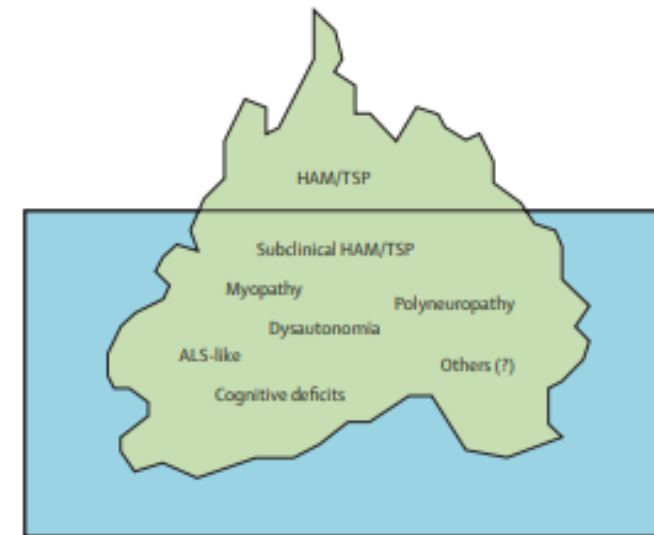 HAM/TSP
Subclinical HAM/TSP
Myopathy
Polyneuropathy
Dysautonomia
ALS-like
Others (?)
Cognitive deficits